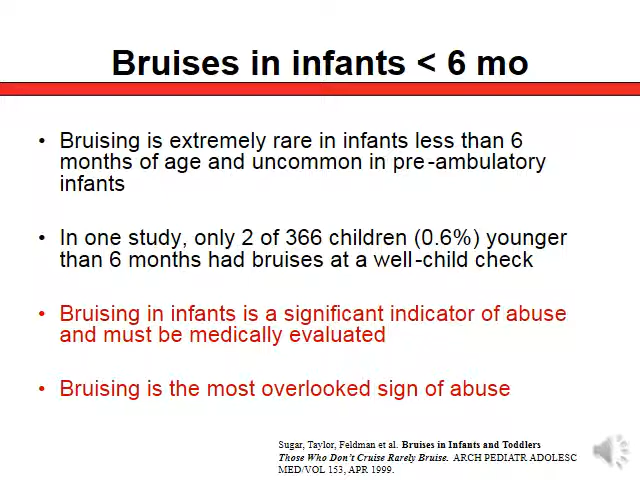 Bruises in infants < 6 mo
• Bruising is extremely rare in infants less than 6
months of age and uncommon in pre-ambulatory
infants
• In one study, only 2 of 366 children (0.6%) younger
than 6 months had bruises at a well-child check
• Bruising in infants is a significant indicator of abuse
and must be medically evaluated
• Bruising is the most overlooked sign of abuse
Sugar, Taylor, Feldman et al. Bruises in Infants and Toddlers
Those Who Don't Cruise Rarely Bruise. ARCH PEDIATR ADOLESC
MED/VOL 153, APR 1999.